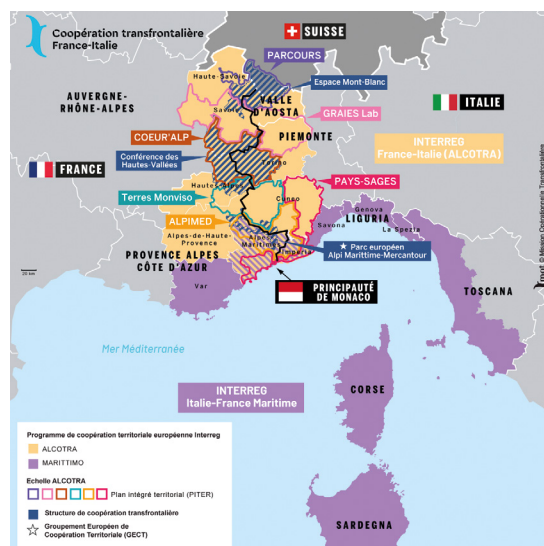 Coopération transfrontalière
France-Italie
SUISSE
PARCOURS
Haute-Savoie
Espace Mont-Blanc
AUVERGNE-
RHÔNE-ALPES
VALLE
D'AOSTA
Savoie
GRAIES Lab
ITALIE
COEUR'ALP
PIEMONTE
INTERREG
France-Italie (ALCOTRA)
Conférence des
Hautes-Vallées
Torino
FRANCE
PAYS-SAGES
Terres Monviso
Cuneo
LIGURIA
Genova
La Spezia
Savona
ALPIMED
Alpes-de-Haute-
Provence
Alpes-
Maritimes
Imperia
☆ Parc européen
Alpi Marittime-Mercantour
PROVENCE ALPES
CÔTE D'AZUR
20 km
Var
PRINCIPAUTÉ
DE MONACO
TOSCANA
Mer Méditerranée
INTERREG
Italie-France Maritime
CORSE
SARDEGNA
Programme de coopération territoriale européenne Interreg
ALCOTRA
MARITTIMO
Echelle ALCOTRA
Plan intégré territorial (PITER)
Structure de coopération transfrontalière
Groupement Européen de
Coopération Territoriale (GECT)